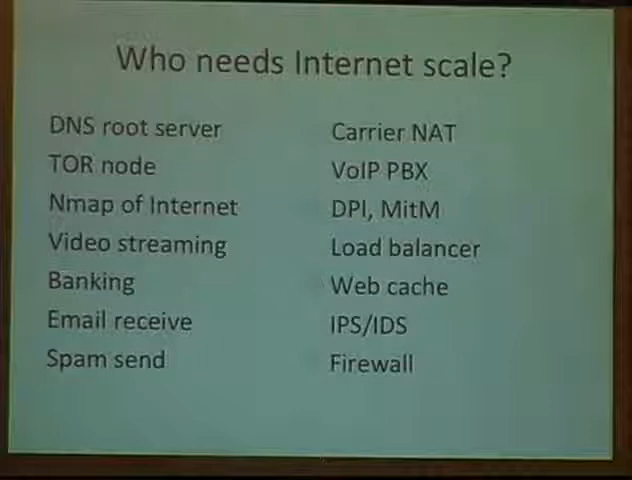 Who needs Internet scale?
DNS root server
TOR node
Nmap of Internet
Video streaming
Banking
Email receive
Spam send
Carrier NAT
VoIP PBX
DPI, MitM
Load balancer
Web cache
IPS/IDS
Firewall